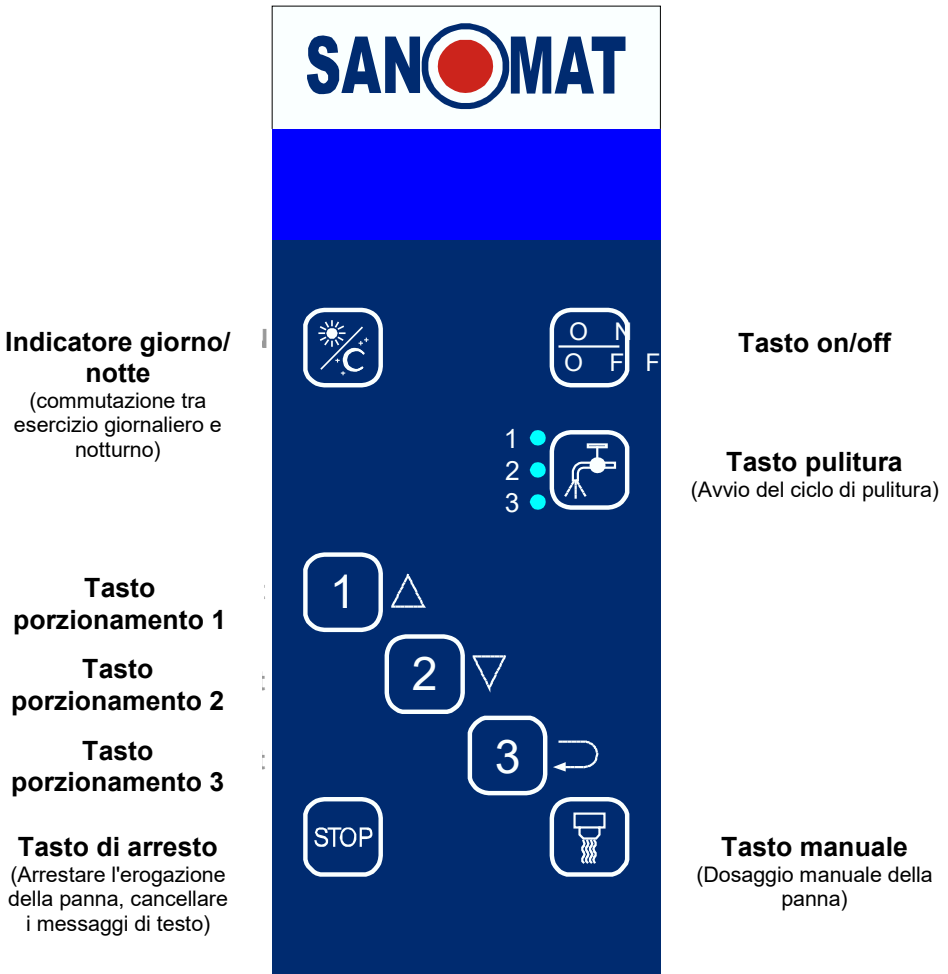 SANOMAT
Indicatore giorno/
notte
(commutazione tra
esercizio giornaliero e
notturno)
O N
O F F
Tasto on/off
1
2
3
Tasto pulitura
(Avvio del ciclo di pulitura)
Tasto
porzionamento 1
1
Tasto
porzionamento 2
2
Tasto
porzionamento 3
3
Tasto di arresto
(Arrestare l'erogazione
della panna, cancellare
i messaggi di testo)
STOP
Tasto manuale
(Dosaggio manuale della
panna)